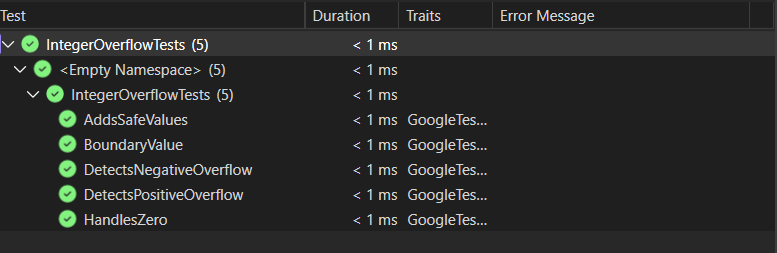 Test Duration Traits Error Message
IntegerOverflowTests (5) < 1 ms
<Empty Namespace> (5) < 1 ms
IntegerOverflowTests (5) < 1 ms
AddsSafeValues < 1 ms GoogleTes...
BoundaryValue < 1 ms GoogleTes...
DetectsNegativeOverflow < 1 ms GoogleTes...
DetectsPositiveOverflow < 1 ms GoogleTes...
HandlesZero < 1 ms GoogleTes...